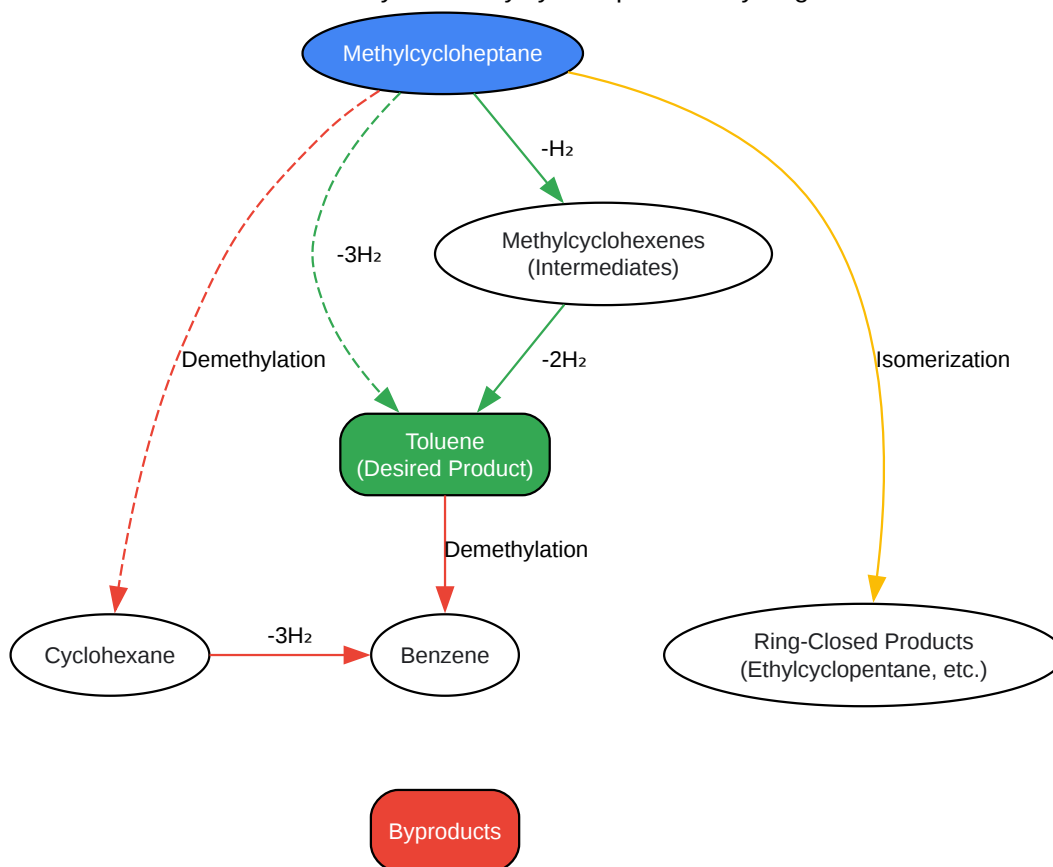 Methylcycloheptane
-H₂
Methylcyclohexenes
(Intermediates)
-3H₂
Demethylation
-2H₂
Isomerization
Toluene
(Desired Product)
Demethylation
Cyclohexane
-3H₂
Benzene
Ring-Closed Products
(Ethylcyclopentane, etc.)
Byproducts